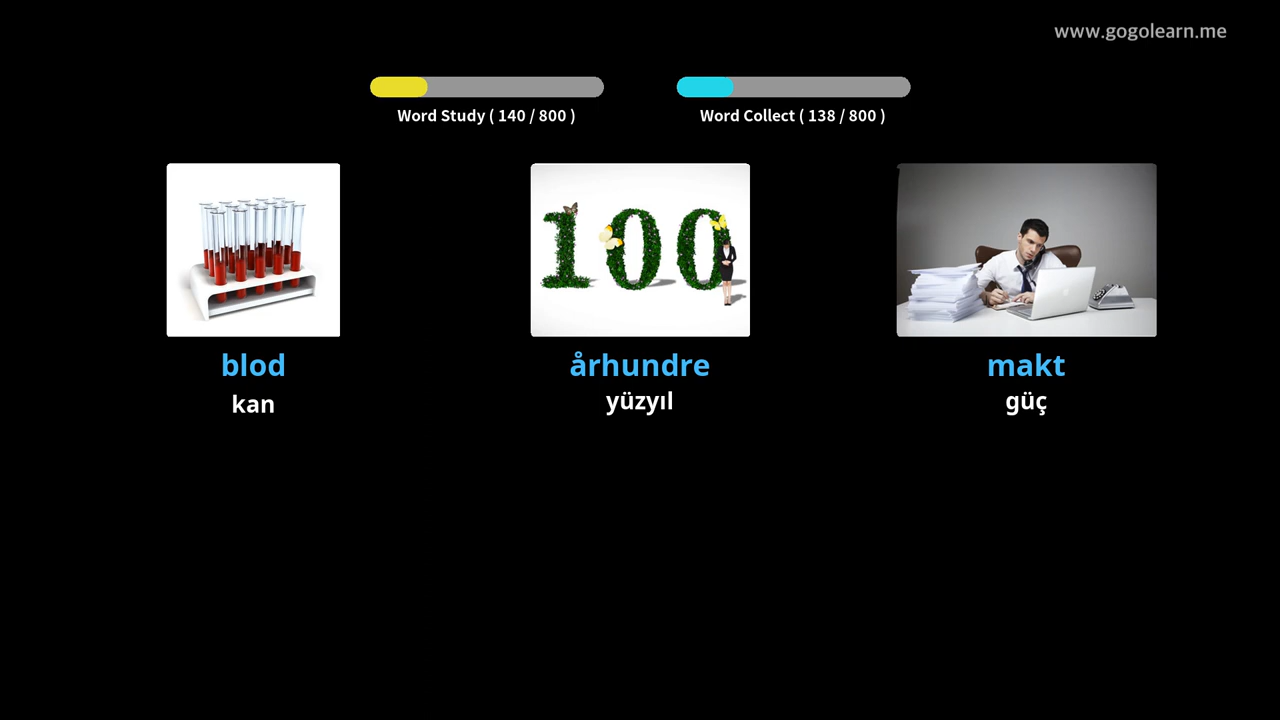 www.gogolearn.me
Word Study ( 140 / 800 )
Word Collect ( 138 / 800 )
100
blod
århundre
makt
kan
yüzyıl
güç